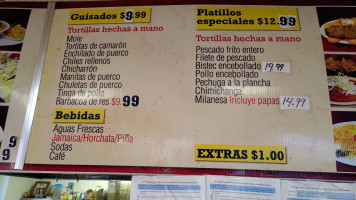 Guisados $9.99
Tortillas hechas a mano
Mole
Tortitas de camarón
Enchilada de puerco
Chiles rellenos
Chicharrón
Manitas de puerco
Chuletas de puerco
Tinga de pollo
Barbacoa de res $9.99
Bebidas
Aguas Frescas
Jamaica/Horchata/Piña
Sodas
Café
Platillos
especiales $12.99
Tortillas hechas a mano
Pescado frito entero
Filete de pescado
Bistec encebollado 19.99
Pollo encebollado
Pechuga a la plancha
Chimichanga
Milanesa Incluye papas 14.99
EXTRAS $1.00